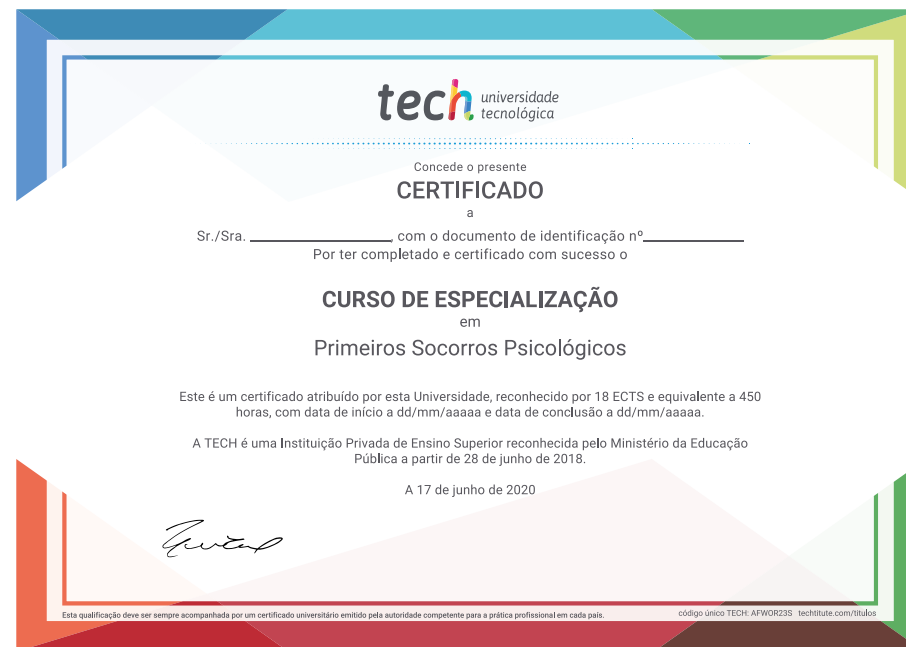 tech universidade
tecnológica
Concede o presente
CERTIFICADO
a
Sr./Sra. ________________, com o documento de identificação nº____________
Por ter completado e certificado com sucesso o
CURSO DE ESPECIALIZAÇÃO
em
Primeiros Socorros Psicológicos
Este é um certificado atribuído por esta Universidade, reconhecido por 18 ECTS e equivalente a 450
horas, com data de início a dd/mm/aaaaa e data de conclusão a dd/mm/aaaaa.
A TECH é uma Instituição Privada de Ensino Superior reconhecida pelo Ministério da Educação
Pública a partir de 28 de junho de 2018.
A 17 de junho de 2020
Esta qualificação deve ser sempre acompanhada por um certificado universitário emitido pela autoridade competente para a prática profissional em cada país.
código único TECH: AFWOR23S techtitute.com/titulos